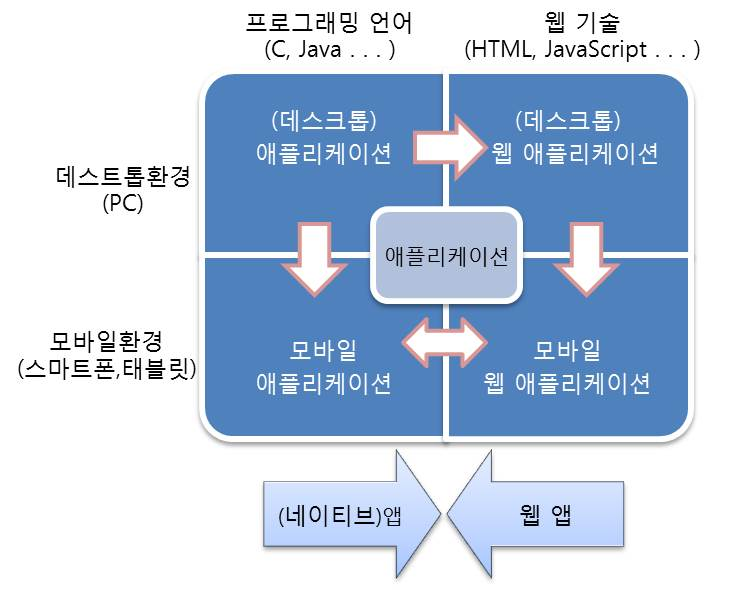 프로그래밍 언어
(C, Java . . . )
웹 기술
(HTML, JavaScript . . . )
(데스크톱)
애플리케이션
(데스크톱)
웹 애플리케이션
데스트톱환경
(PC)
애플리케이션
모바일환경
(스마트폰,태블릿)
모바일
애플리케이션
모바일
웹 애플리케이션
(네이티브)앱
웹 앱